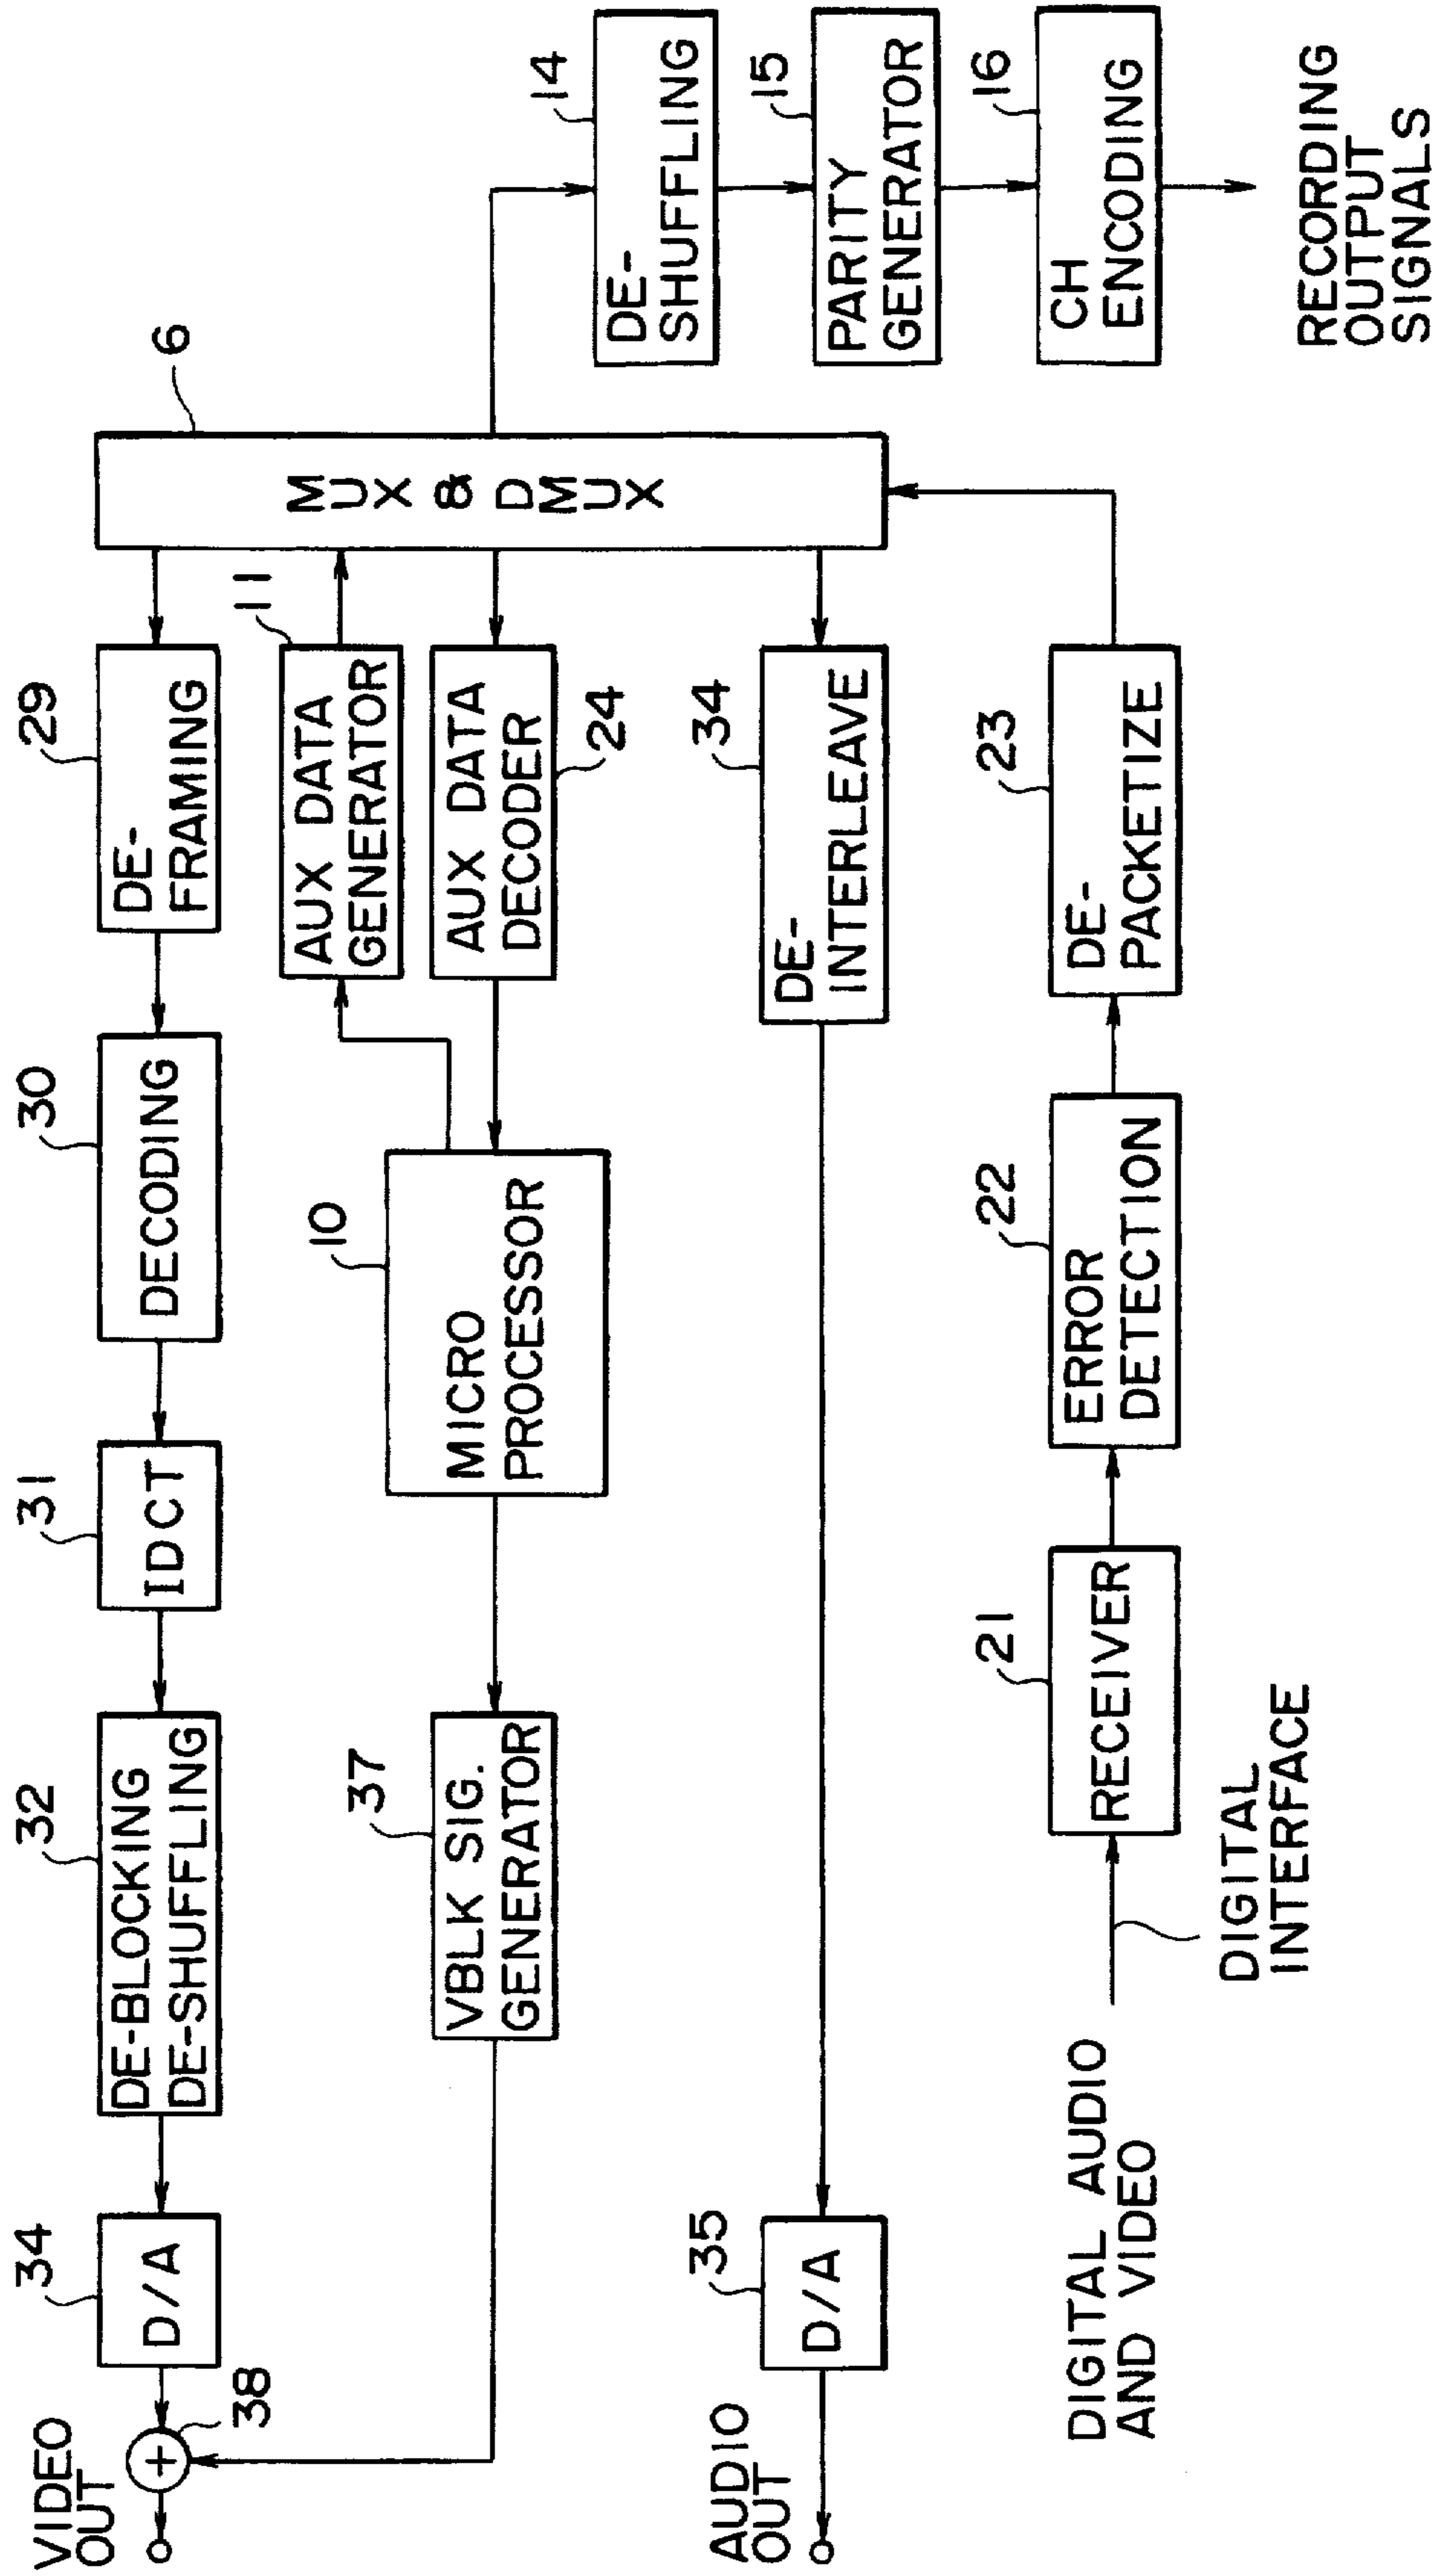 VIDEO
OUT
38
34
D/A
32
DE-BLOCKING
DE-SHUFFLING
31
IDCT
30
DECODING
29
DE-
FRAMING
6
MUX & DMUX
11
AUX DATA
GENERATOR
AUX DATA
DECODER
24
10
MICRO
PROCESSOR
37
VBLK SIG.
GENERATOR
14
DE-
SHUFFLING
15
PARITY
GENERATOR
16
CH
ENCODING
RECORDING
OUTPUT
SIGNALS
AUDIO
OUT
35
D/A
34
DE-
INTERLEAVE
DIGITAL AUDIO
AND VIDEO
DIGITAL
INTERFACE
21
RECEIVER
22
ERROR
DETECTION
23
DE-
PACKETIZE
+